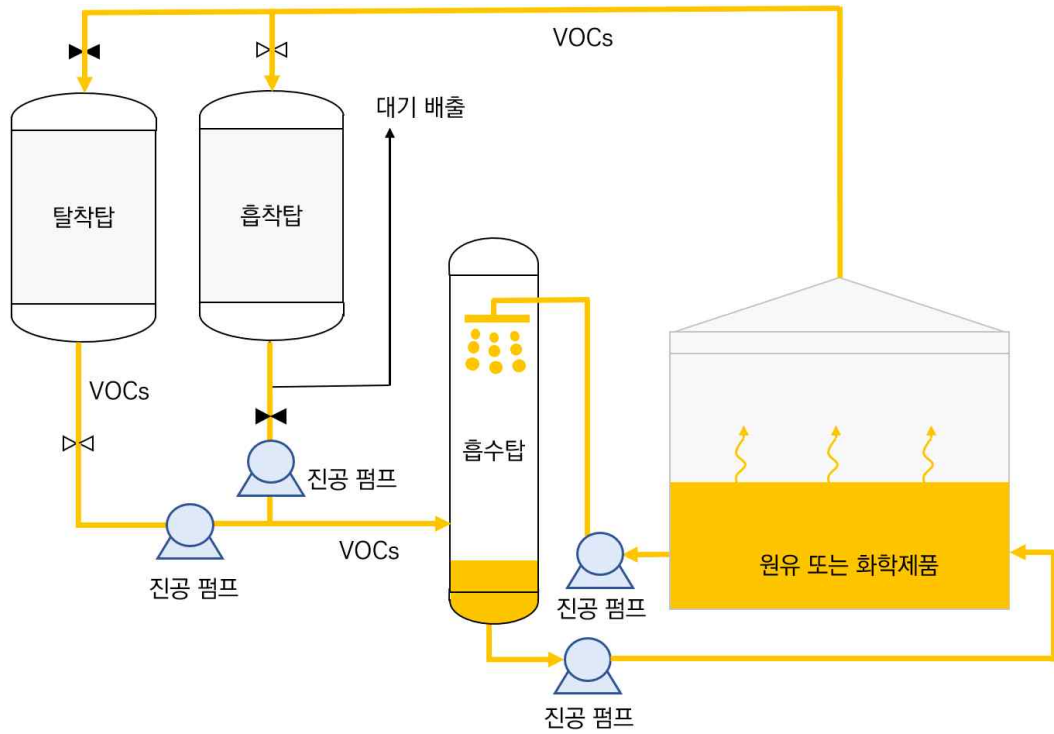 VOCs
대기 배출
탈착탑
흡착탑
VOCs
흡수탑
진공 펌프
VOCs
진공 펌프
원유 또는 화학제품
진공 펌프
진공 펌프